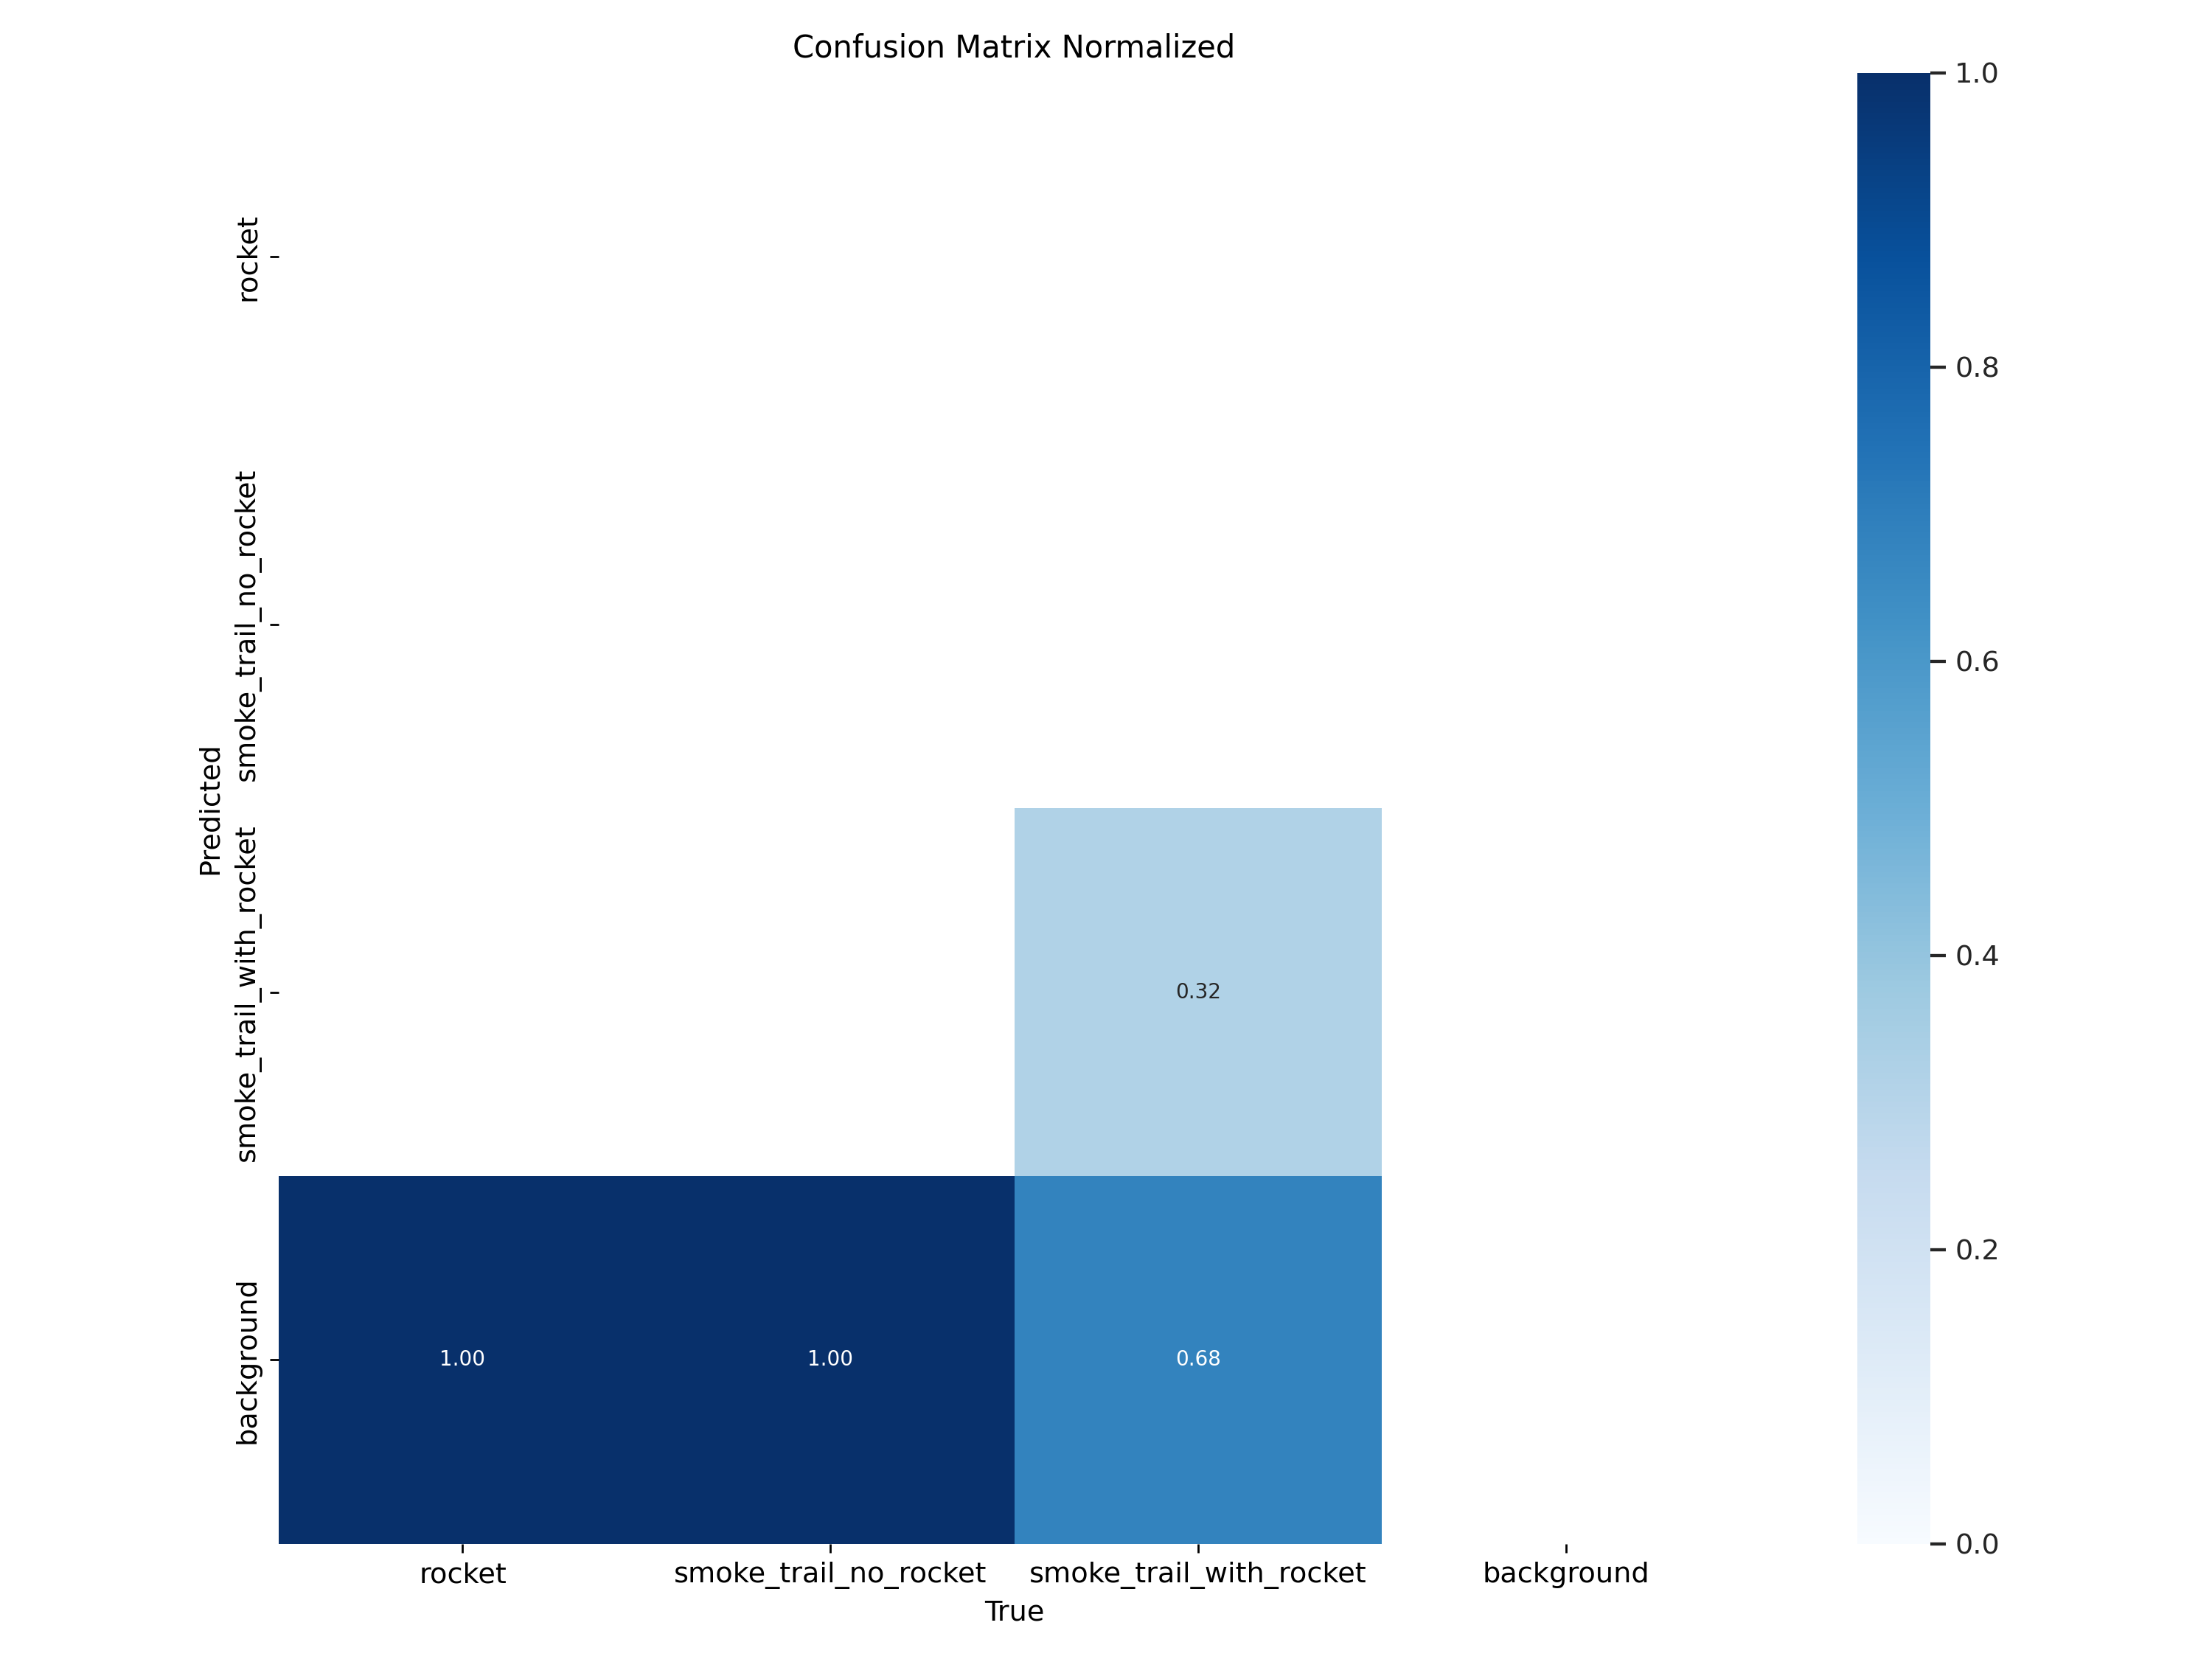 Confusion Matrix Normalized
1.0
0.8
0.6
0.4
0.2
0.0
Predicted
rocket
smoke_trail_no_rocket
smoke_trail_with_rocket
background
0.32
1.00
1.00
0.68
rocket
smoke_trail_no_rocket
smoke_trail_with_rocket
background
True